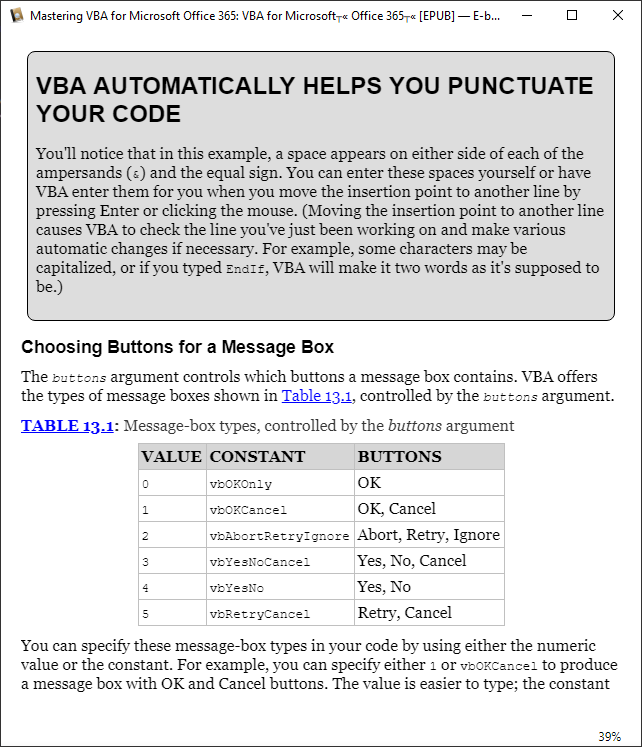 Mastering VBA for Microsoft Office 365: VBA for Microsoft┬« Office 365┬« [EPUB] — E-b...
VBA AUTOMATICALLY HELPS YOU PUNCTUATE
YOUR CODE
You'll notice that in this example, a space appears on either side of each of the
ampersands (&) and the equal sign. You can enter these spaces yourself or have
VBA enter them for you when you move the insertion point to another line by
pressing Enter or clicking the mouse. (Moving the insertion point to another line
causes VBA to check the line you've just been working on and make various
automatic changes if necessary. For example, some characters may be
capitalized, or if you typed EndIf, VBA will make it two words as it's supposed to
be.)
Choosing Buttons for a Message Box
The buttons argument controls which buttons a message box contains. VBA offers
the types of message boxes shown in Table 13.1, controlled by the buttons argument.
TABLE 13.1: Message-box types, controlled by the buttons argument
VALUE CONSTANT BUTTONS
0 vbOKOnly OK
1 vbOKCancel OK, Cancel
2 vbAbortRetryIgnore Abort, Retry, Ignore
3 vbYesNoCancel Yes, No, Cancel
4 vbYesNo Yes, No
5 vbRetryCancel Retry, Cancel
You can specify these message-box types in your code by using either the numeric
value or the constant. For example, you can specify either 1 or vbOKCancel to produce
a message box with OK and Cancel buttons. The value is easier to type; the constant
39%